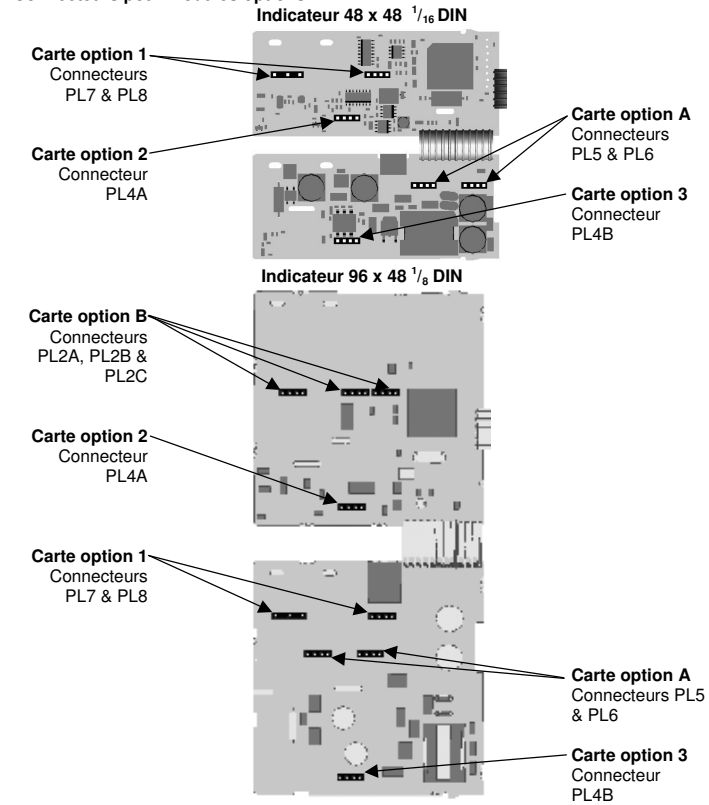 Indicateur 48 x 48 1/16 DIN
Carte option 1
Connecteurs
PL7 & PL8
Carte option 2
Connecteur
PL4A
Carte option A
Connecteurs
PL5 & PL6
Carte option 3
Connecteur
PL4B
Indicateur 96 x 48 1/8 DIN
Carte option B
Connecteurs
PL2A, PL2B &
PL2C
Carte option 2
Connecteur
PL4A
Carte option 1
Connecteurs
PL7 & PL8
Carte option A
Connecteurs PL5
& PL6
Carte option 3
Connecteur
PL4B